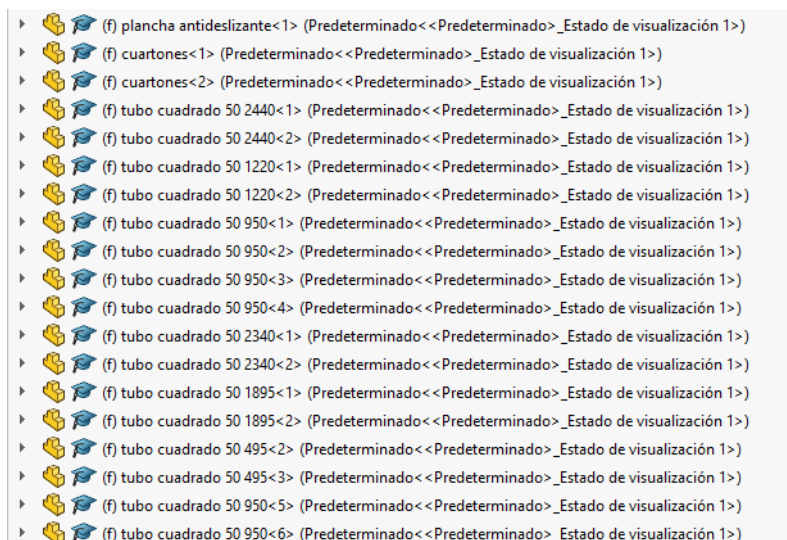 (f) plancha antideslizante<1> (Predeterminado<<Predeterminado>_Estado de visualización 1>)
(f) cuartones<1> (Predeterminado<<Predeterminado>_Estado de visualización 1>)
(f) cuartones<2> (Predeterminado<<Predeterminado>_Estado de visualización 1>)
(f) tubo cuadrado 50 2440<1> (Predeterminado<<Predeterminado>_Estado de visualización 1>)
(f) tubo cuadrado 50 2440<2> (Predeterminado<<Predeterminado>_Estado de visualización 1>)
(f) tubo cuadrado 50 1220<1> (Predeterminado<<Predeterminado>_Estado de visualización 1>)
(f) tubo cuadrado 50 1220<2> (Predeterminado<<Predeterminado>_Estado de visualización 1>)
(f) tubo cuadrado 50 950<1> (Predeterminado<<Predeterminado>_Estado de visualización 1>)
(f) tubo cuadrado 50 950<2> (Predeterminado<<Predeterminado>_Estado de visualización 1>)
(f) tubo cuadrado 50 950<3> (Predeterminado<<Predeterminado>_Estado de visualización 1>)
(f) tubo cuadrado 50 950<4> (Predeterminado<<Predeterminado>_Estado de visualización 1>)
(f) tubo cuadrado 50 2340<1> (Predeterminado<<Predeterminado>_Estado de visualización 1>)
(f) tubo cuadrado 50 2340<2> (Predeterminado<<Predeterminado>_Estado de visualización 1>)
(f) tubo cuadrado 50 1895<1> (Predeterminado<<Predeterminado>_Estado de visualización 1>)
(f) tubo cuadrado 50 1895<2> (Predeterminado<<Predeterminado>_Estado de visualización 1>)
(f) tubo cuadrado 50 495<2> (Predeterminado<<Predeterminado>_Estado de visualización 1>)
(f) tubo cuadrado 50 495<3> (Predeterminado<<Predeterminado>_Estado de visualización 1>)
(f) tubo cuadrado 50 950<5> (Predeterminado<<Predeterminado>_Estado de visualización 1>)
(f) tubo cuadrado 50 950<6> (Predeterminado<<Predeterminado>_Estado de visualización 1>)